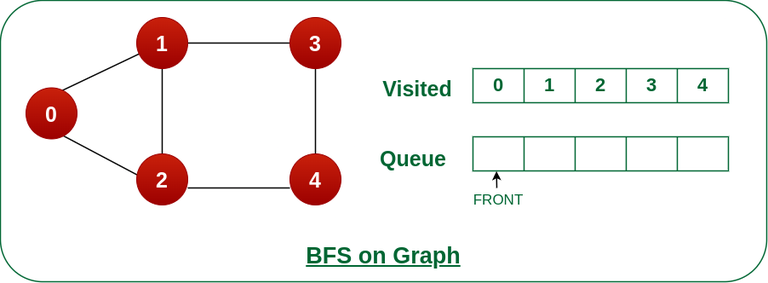 1 3
0
2 4
Visited 0 1 2 3 4
Queue
FRONT
BFS on Graph